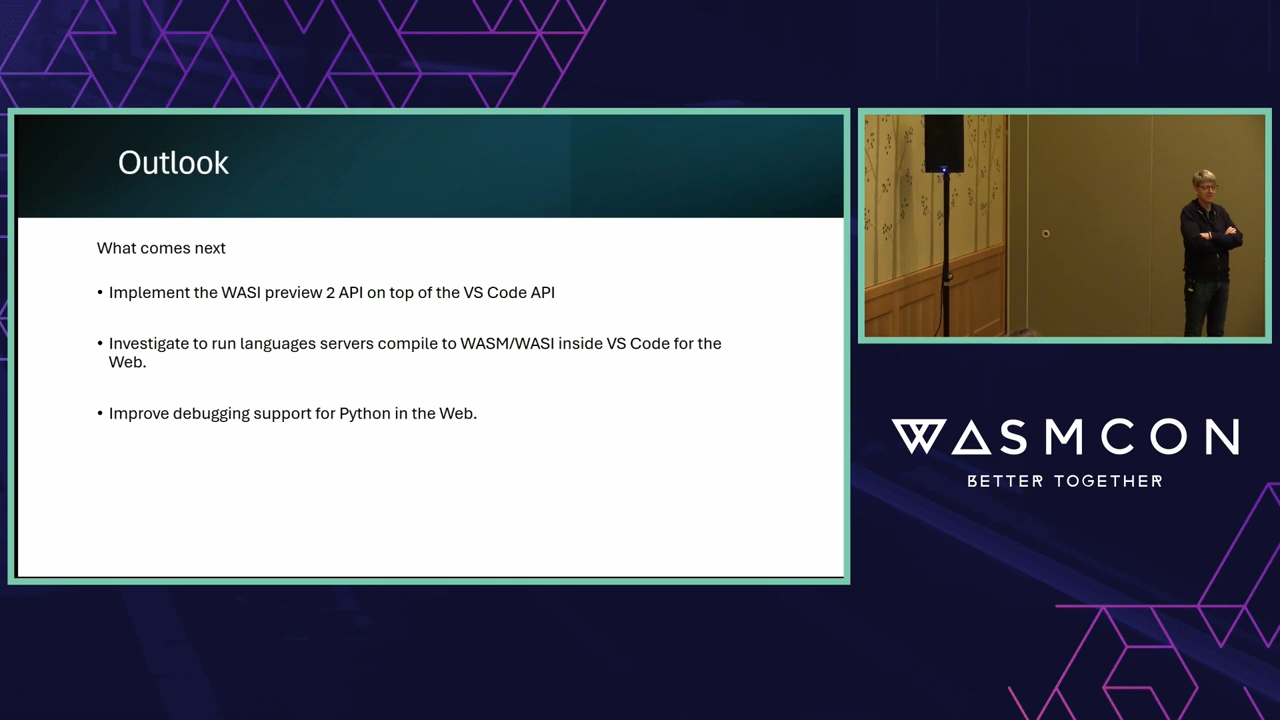 Outlook
What comes next
• Implement the WASI preview 2 API on top of the VS Code API
• Investigate to run languages servers compile to WASM/WASI inside VS Code for the
Web.
• Improve debugging support for Python in the Web.
WASMCON
BETTER TOGETHER